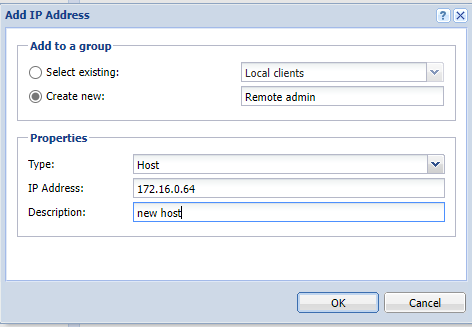 Add IP Address
Add to a group
Select existing: Local clients
Create new: Remote admin
Properties
Type: Host
IP Address: 172.16.0.64
Description: new host
OK Cancel